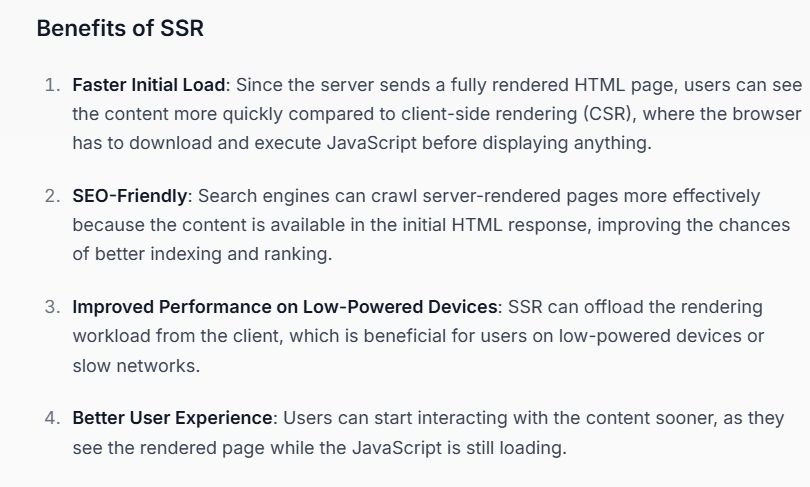 Benefits of SSR
1. Faster Initial Load: Since the server sends a fully rendered HTML page, users can see
the content more quickly compared to client-side rendering (CSR), where the browser
has to download and execute JavaScript before displaying anything.
2. SEO-Friendly: Search engines can crawl server-rendered pages more effectively
because the content is available in the initial HTML response, improving the chances
of better indexing and ranking.
3. Improved Performance on Low-Powered Devices: SSR can offload the rendering
workload from the client, which is beneficial for users on low-powered devices or
slow networks.
4. Better User Experience: Users can start interacting with the content sooner, as they
see the rendered page while the JavaScript is still loading.